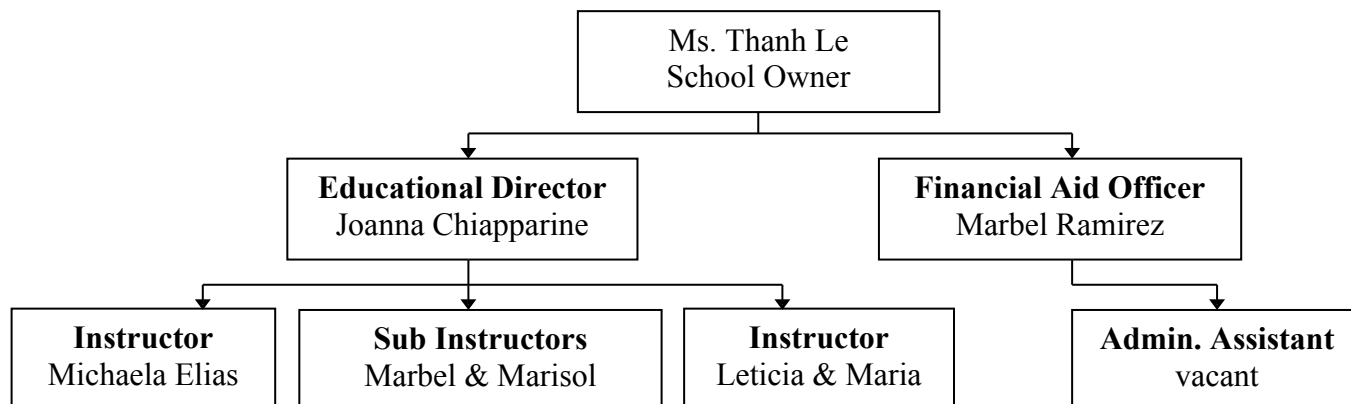 Ms. Thanh Le
School Owner
Educational Director
Joanna Chiapparine
Financial Aid Officer
Marbel Ramirez
Instructor
Michaela Elias
Sub Instructors
Marbel & Marisol
Instructor
Leticia & Maria
Admin. Assistant
vacant